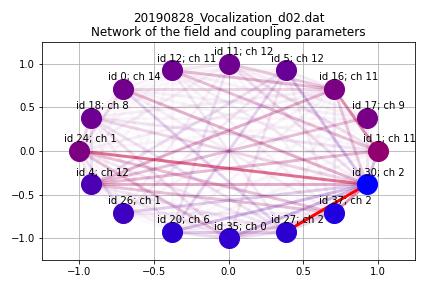 20190828_Vocalization_d02.dat
Network of the field and coupling parameters
id 11; ch 12
id 12; ch 11
id 5; ch 12
id 0; ch 14
id 16; ch 11
id 18; ch 8
id 17; ch 9
id 24; ch 1
id 1; ch 11
id 4; ch 12
id 30; ch 2
id 26; ch 1
id 37; ch 2
id 20; ch 6
id 35; ch 0
id 27; ch 2
1.0
0.5
0.0
−0.5
−1.0
−1.0 −0.5 0.0 0.5 1.0